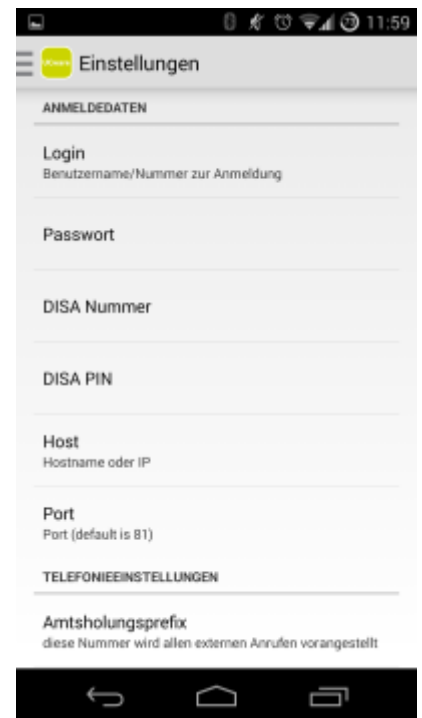 11:59
Einstellungen
ANMELDEDATEN
Login
Benutzername/Nummer zur Anmeldung
Passwort
DISA Nummer
DISA PIN
Host
Hostname oder IP
Port
Port (default is 81)
TELEFONIEEINSTELLUNGEN
Amtsholungsprefix
diese Nummer wird allen externen Anrufen vorangestellt